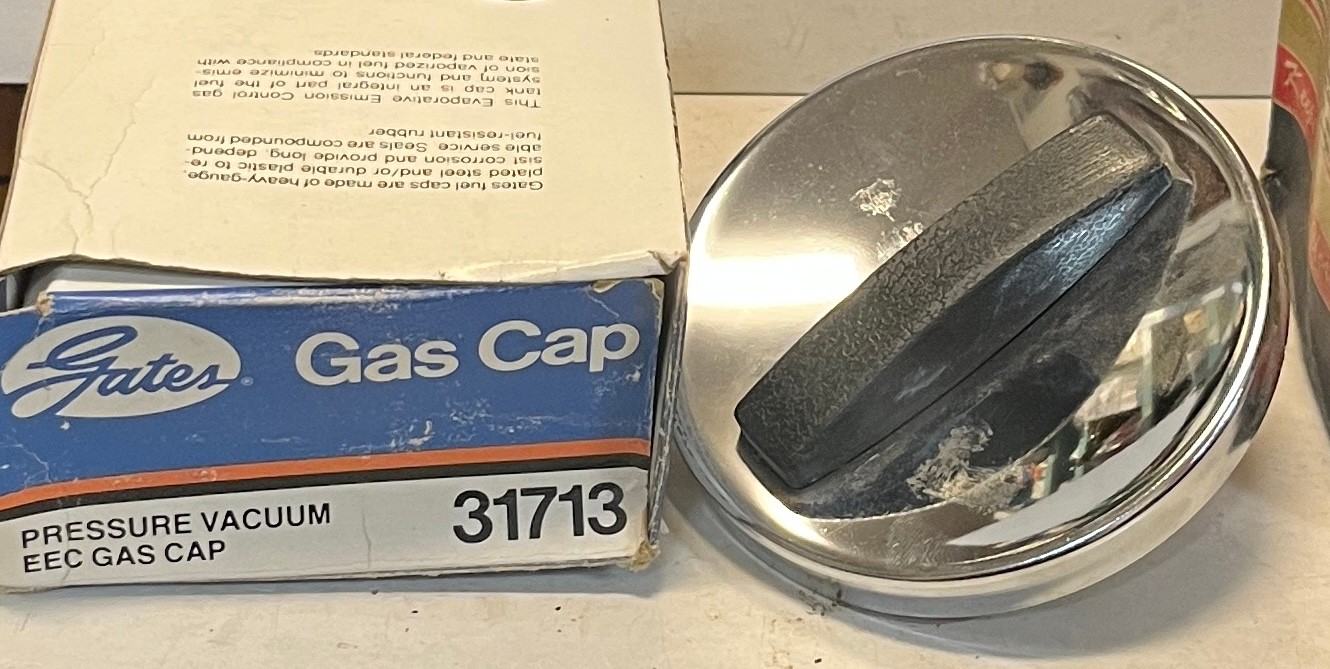 Gates fuel caps are made of heavy-gauge,
plated steel and/or durable plastic to re-
sist corrosion and provide long, depend-
able service. Seals are compounded from
fuel-resistant rubber.
This Evaporative Emission Control gas
tank cap is an integral part of the fuel
system and functions to minimize emis-
sion of vaporized fuel in compliance with
state and federal standards.
Gates®
Gas Cap
PRESSURE VACUUM
EEC GAS CAP
31713